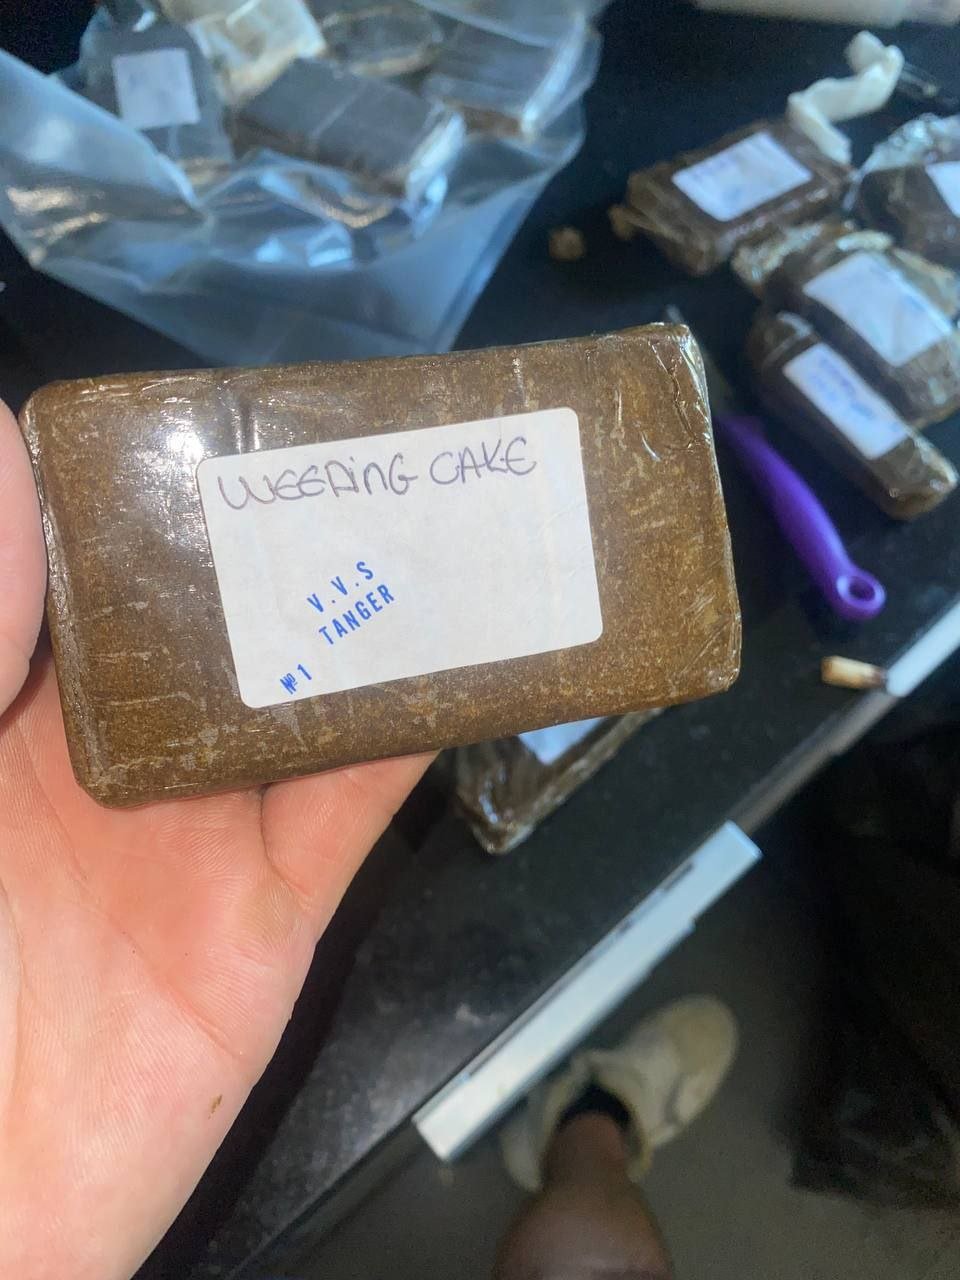 WEEDING CAKE
V.V.S
TANGER
Nº1